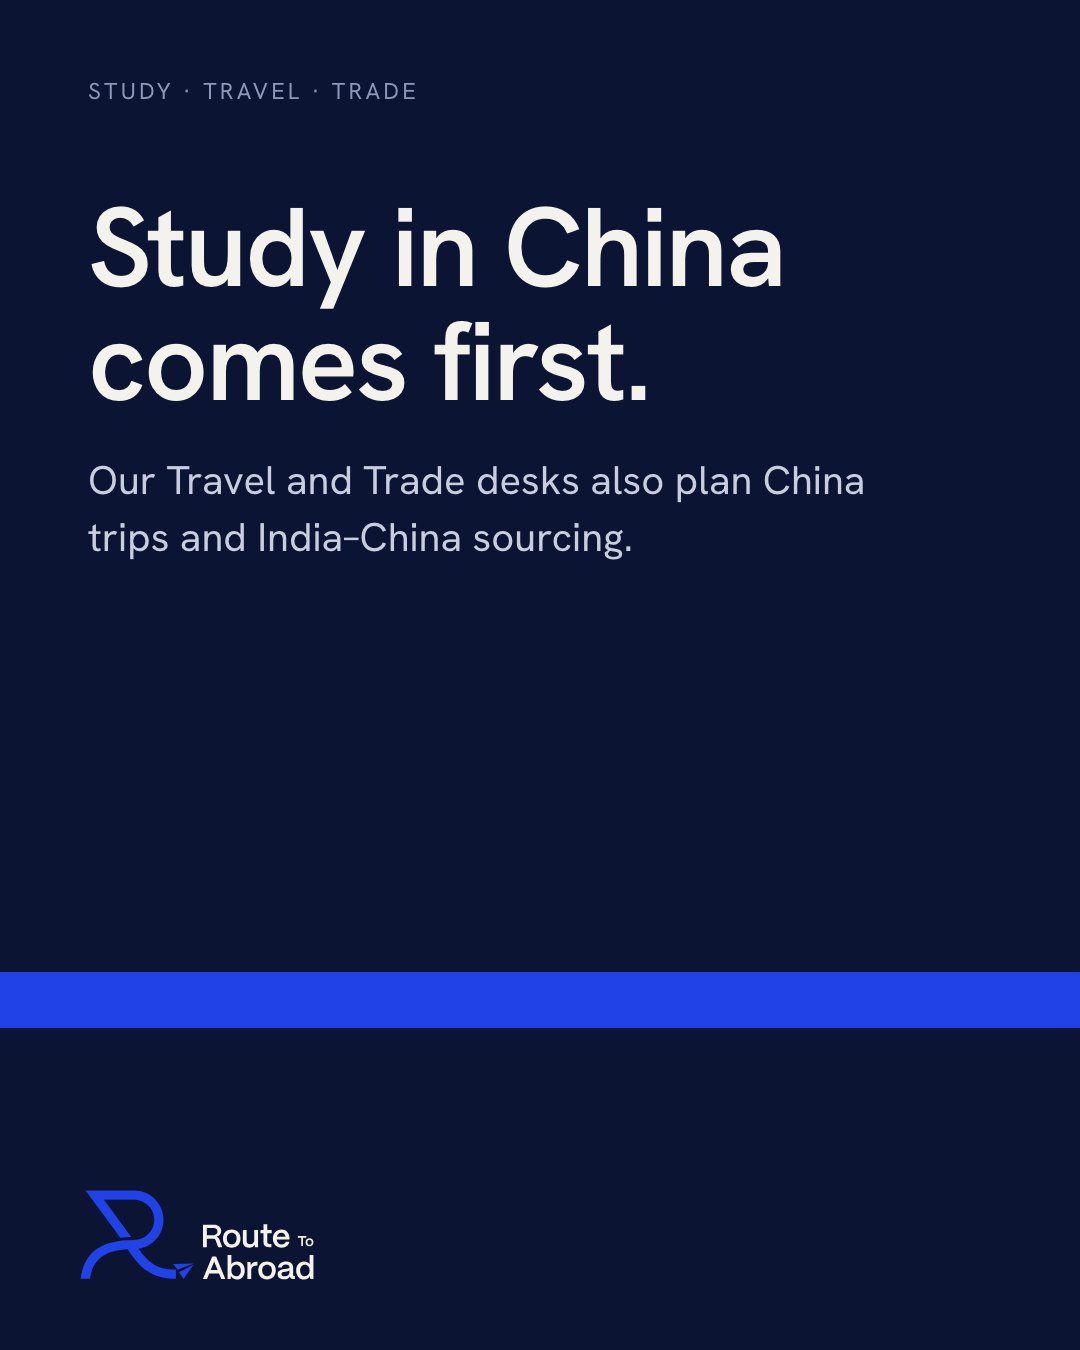 STUDY · TRAVEL · TRADE
Study in China
comes first.
Our Travel and Trade desks also plan China
trips and India–China sourcing.
Route To
Abroad